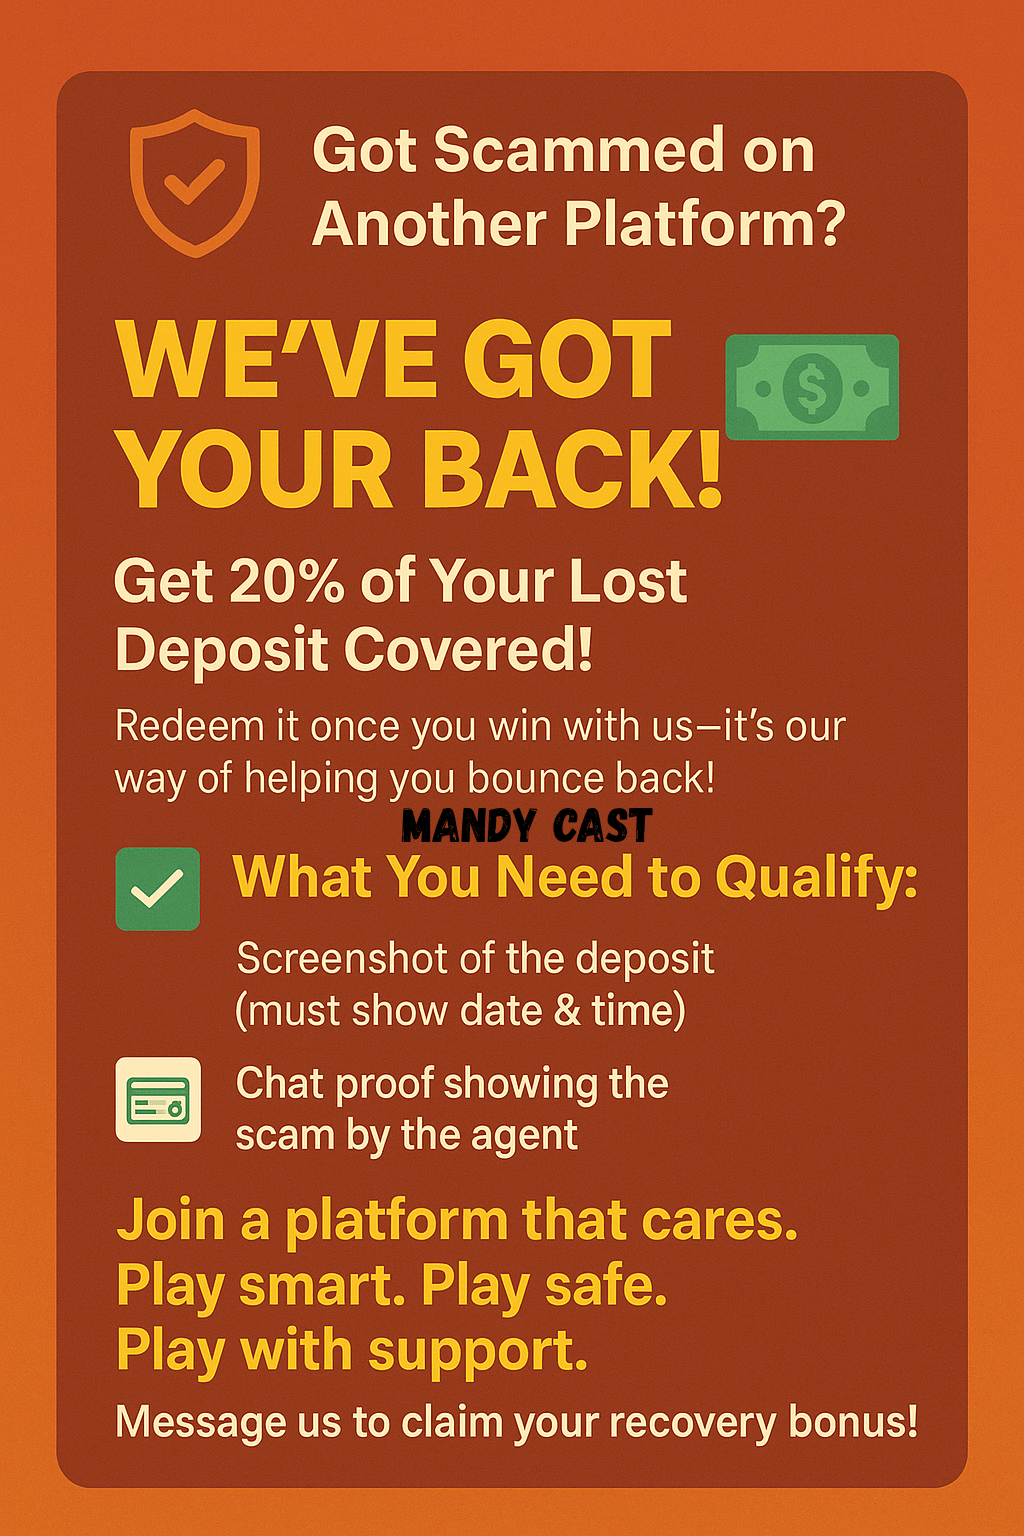 Got Scammed on
Another Platform?
WE'VE GOT
YOUR BACK!
Get 20% of Your Lost
Deposit Covered!
Redeem it once you win with us—it's our
way of helping you bounce back!
MANDY CAST
What You Need to Qualify:
Screenshot of the deposit
(must show date & time)
Chat proof showing the
scam by the agent
Join a platform that cares.
Play smart. Play safe.
Play with support.
Message us to claim your recovery bonus!